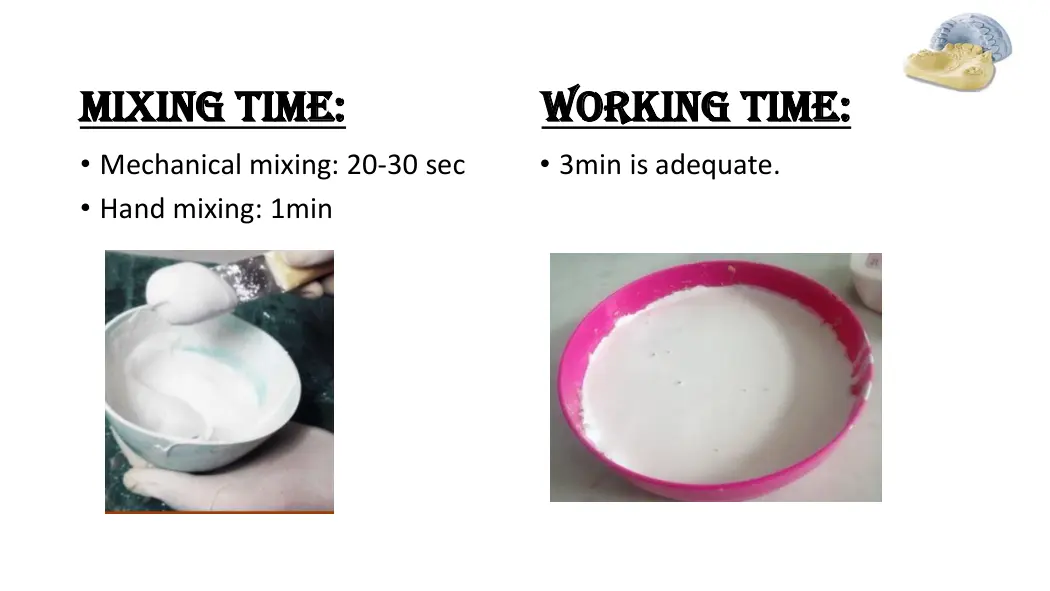 MIXING TIME:
• Mechanical mixing: 20-30 sec
• Hand mixing: 1min
WORKING TIME:
• 3min is adequate.